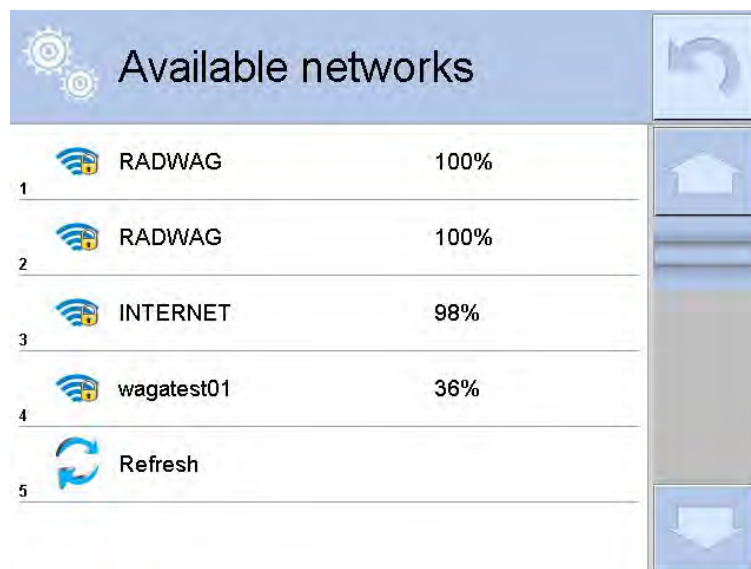 Available networks
RADWAG 100%
1
RADWAG 100%
2
INTERNET 98%
3
wagatest01 36%
4
Refresh
5